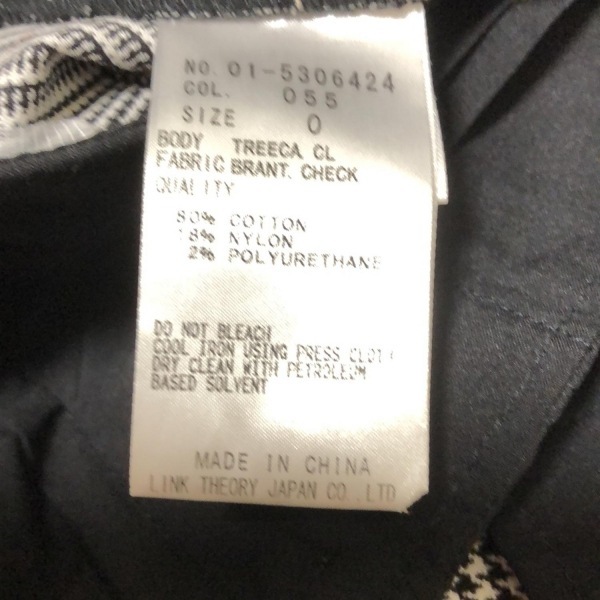 NO. 01-5306424
COL. 055
SIZE 0
BODY TREECA CL
FABRIC BRANT. CHECK
QUALITY
80% COTTON
18% NYLON
2% POLYURETHANE
DO NOT BLEACH
COOL IRON USING PRESS CLOTH
DRY CLEAN WITH PETROLEUM
BASED SOLVENT
MADE IN CHINA
LINK THEORY JAPAN CO.,LTD